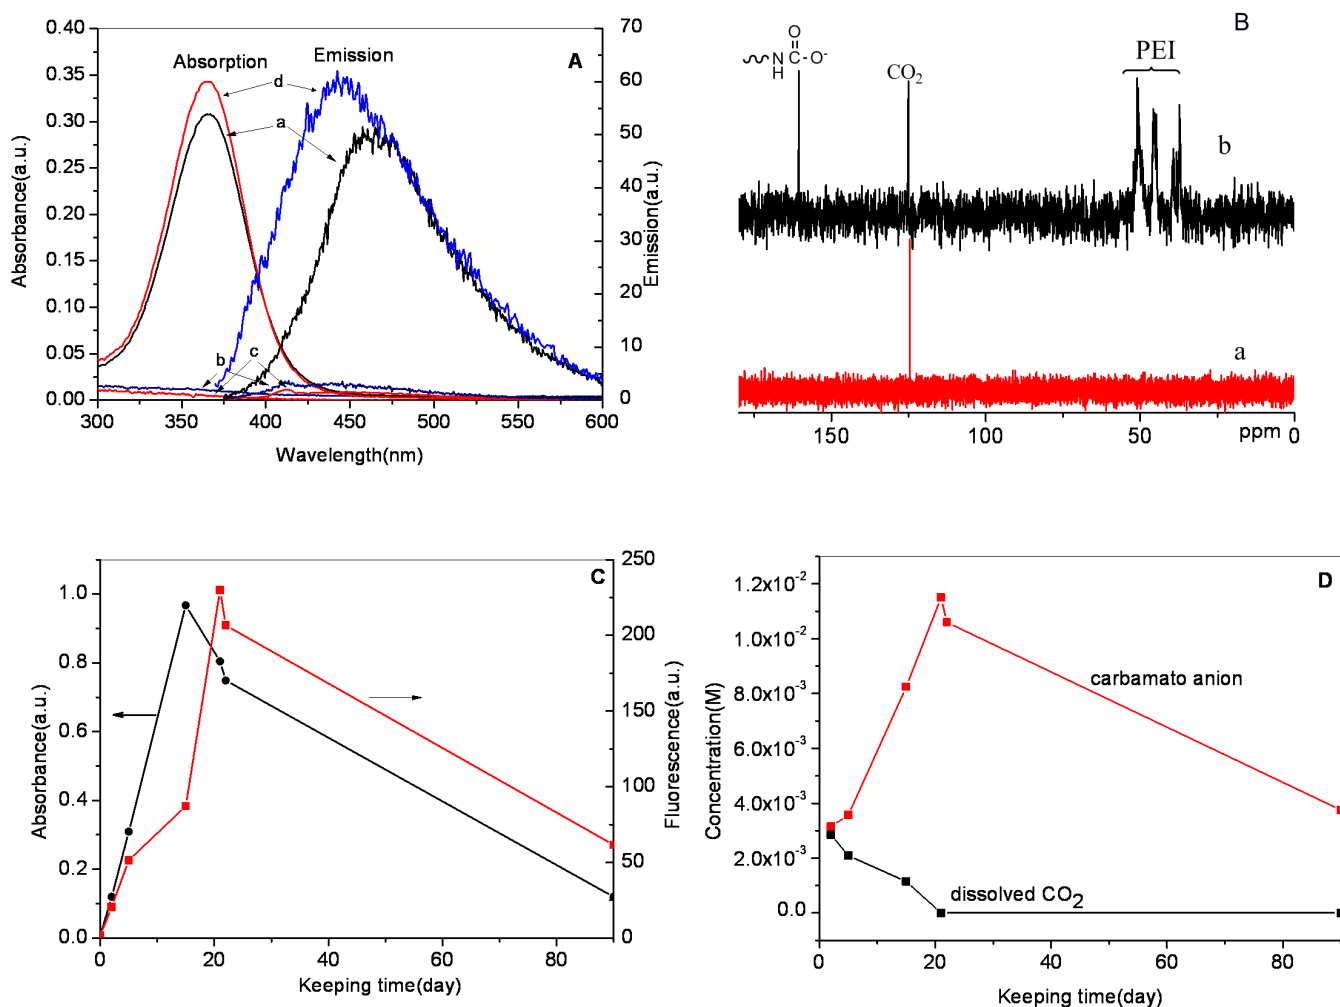 A
Absorption
Emission
d
a
b
c
0.40
0.35
0.30
0.25
0.20
0.15
0.10
0.05
0.00
70
60
50
40
30
20
10
0
300 350 400 450 500 550 600
Absorbance(a.u.)
Emission(a.u.)
Wavelength(nm)
B
O
N C O-
H
CO2
PEI
b
a
150 100 50 ppm 0
C
1.0
0.8
0.6
0.4
0.2
0.0
250
200
150
100
50
0
0 20 40 60 80
Absorbance(a.u.)
Fluorescence(a.u.)
Keeping time(day)
D
1.2x10-2
1.0x10-2
8.0x10-3
6.0x10-3
4.0x10-3
2.0x10-3
0.0
carbamato anion
dissolved CO2
0 20 40 60 80
Concentration(M)
Keeping time(day)